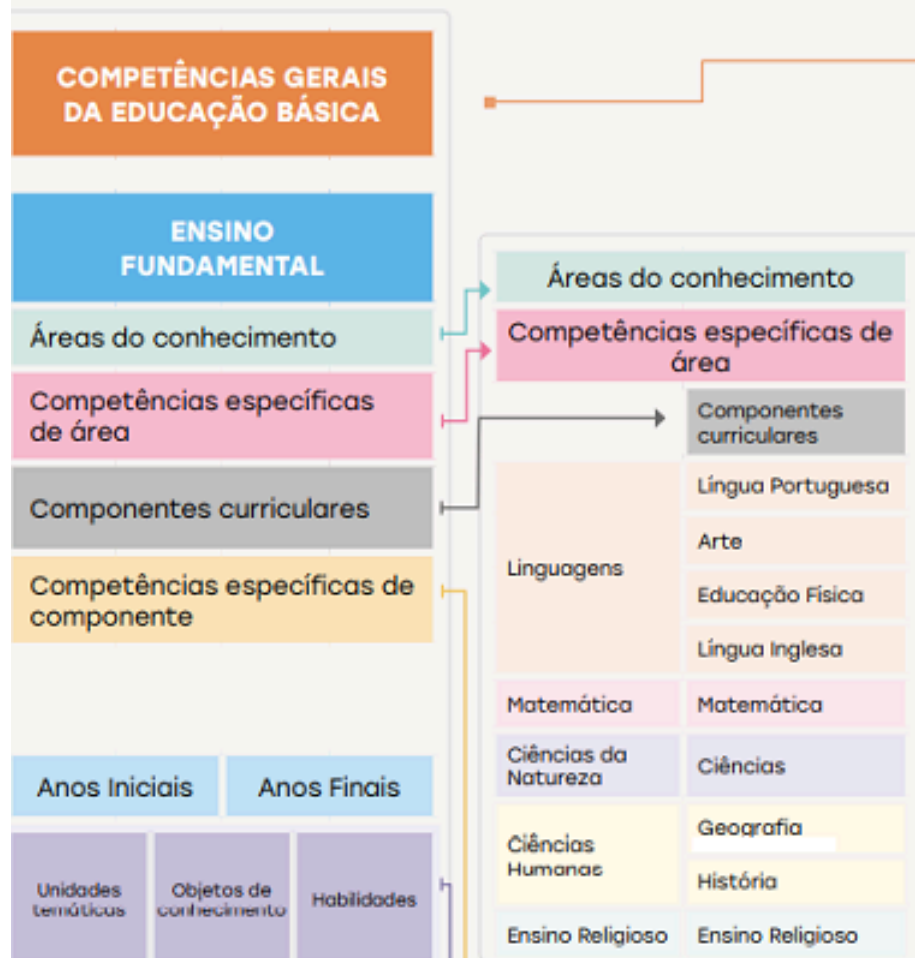 COMPETÊNCIAS GERAIS
DA EDUCAÇÃO BÁSICA
ENSINO
FUNDAMENTAL
Áreas do conhecimento
Competências específicas
de área
Componentes curriculares
Competências específicas de
componente
Anos Iniciais
Anos Finais
Unidades
temáticas
Objetos de
conhecimento
Habilidades
Áreas do conhecimento
Competências específicas de
área
Componentes
curriculares
Linguagens
Língua Portuguesa
Arte
Educação Física
Língua Inglesa
Matemática
Matemática
Ciências da
Natureza
Ciências
Ciências
Humanas
Geografia
História
Ensino Religioso
Ensino Religioso